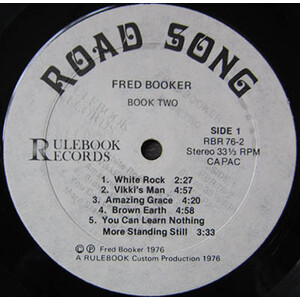 ROAD SONG
FRED BOOKER
BOOK TWO
RULEBOOK
RECORDS
SIDE 1
RBR 76-2
Stereo 33⅓ RPM
CAPAC
1. White Rock 2:27
2. Vikki's Man 4:57
3. Amazing Grace 4:20
4. Brown Earth 4:58
5. You Can Learn Nothing
More Standing Still 3:33
© ℗ Fred Booker 1976
A RULEBOOK Custom Production 1976